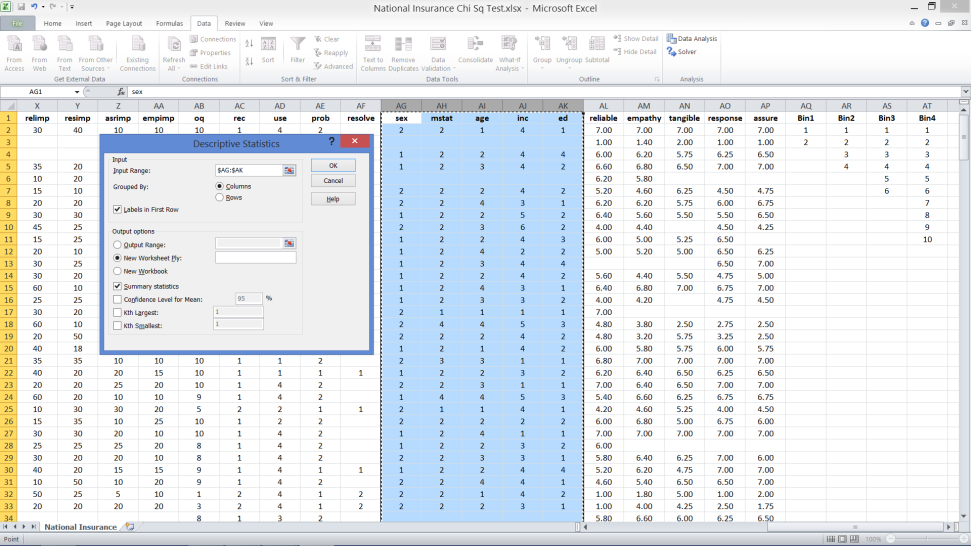 National Insurance Chi Sq Test.xlsx - Microsoft Excel
File Home Insert Page Layout Formulas Data Review View
From Access From Web From Text From Other Sources Existing Connections
Get External Data
Refresh All Connections Properties Edit Links
Connections
Sort Filter Clear Reapply Advanced
Sort & Filter
Text to Columns Remove Duplicates Data Validation Consolidate What-If Analysis
Data Tools
Group Ungroup Subtotal Show Detail Hide Detail
Outline
Data Analysis Solver
Analysis
AG1 fx sex
X Y Z AA AB AC AD AE AF AG AH AI AJ AK AL AM AN AO AP AQ AR AS AT
1 relimp resimp asrimp empimp oq rec use prob resolve sex mstat age inc ed reliable empathy tangible response assure Bin1 Bin2 Bin3 Bin4
2 30 40 10 10 10 1 4 2 2 2 1 4 1 7.00 7.00 7.00 7.00 7.00 1 1 1 1
3 1.00 1.40 2.00 1.00 1.00 2 2 2 2
4 1 2 2 4 4 6.00 6.20 5.75 6.25 6.50 3 3 3
5 35 20 1 2 3 4 2 6.60 6.80 6.50 7.00 7.00 4 4 4
6 10 20 6.20 5.80 5 5
7 15 10 2 2 2 4 2 5.20 4.60 6.25 4.50 4.75 6 6
8 20 20 2 2 4 3 1 6.20 6.20 5.75 6.00 6.75 7
9 30 30 1 2 2 5 2 6.40 5.60 5.50 5.50 6.50 8
10 45 25 2 2 3 6 2 4.40 4.40 4.50 4.25 9
11 15 25 1 2 2 4 3 6.00 5.00 5.25 6.50 10
12 20 10 2 2 4 3 2 5.00 5.20 5.00 5.50 6.25
13 1 2 3 4 4 6.50 7.00
14 30 20 1 2 4 2 2 5.60 4.40 5.50 4.75 5.00
15 60 10 1 2 4 3 1 6.40 6.80 7.00 6.75 7.00
16 25 25 1 2 3 3 2 4.00 4.20 4.75 4.50
17 30 20 2 1 1 1 1 7.00
18 60 10 2 4 4 5 3 4.80 3.80 2.50 2.75 2.50
19 20 50 2 2 2 4 2 4.80 3.20 5.75 3.25 5.50
20 40 18 1 2 1 4 2 6.00 5.80 5.75 6.00 5.75
21 35 35 10 10 10 1 1 2 2 3 3 1 1 6.80 7.00 7.00 7.00 7.00
22 40 20 20 15 10 1 1 1 1 1 2 4 1 2 6.20 6.40 6.50 6.25 6.25
23 30 20 25 20 10 1 4 2 2 2 3 1 1 7.00 6.40 7.00 6.50 7.00
24 60 20 10 10 9 1 4 2 1 4 4 5 3 5.40 6.60 6.75 6.75 6.75
25 10 30 30 20 5 2 2 1 1 2 1 1 4 1 4.20 4.60 5.25 4.00 4.50
26 35 15 10 25 10 1 2 2 2 2 2 2 2 6.00 6.80 5.00 6.75 6.00
27 30 30 20 10 10 1 4 2 1 2 4 1 1 7.00 7.00 7.00 7.00 7.00
28 25 25 25 20 8 1 4 2 1 2 2 3 2 6.00
29 30 20 20 10 8 1 4 2 2 2 3 3 1 5.80 6.40 6.25 7.00 6.00
30 40 20 15 15 9 1 4 1 1 1 2 2 4 4 5.20 6.20 4.75 7.00 7.00
31 10 50 10 20 9 1 4 2 2 2 2 4 1 4.60 5.40 6.50 6.50 7.00
32 50 25 5 10 1 2 4 1 2 2 2 1 4 2 1.00 1.80 5.00 1.00 2.00
33 20 20 20 20 3 2 4 1 2 2 2 2 3 1 1.00 4.00 4.25 2.50 1.75
34 8 1 3 2 5.80 6.60 6.00 6.25 6.50
Descriptive Statistics ?
Input
Input Range: $AG:$AK
Grouped By: Columns
Rows
Labels in First Row
OK
Cancel
Help
Output options
Output Range:
New Worksheet Ply:
New Workbook
Summary statistics
Confidence Level for Mean: 95 %
Kth Largest: 1
Kth Smallest: 1
National Insurance
Point 100%